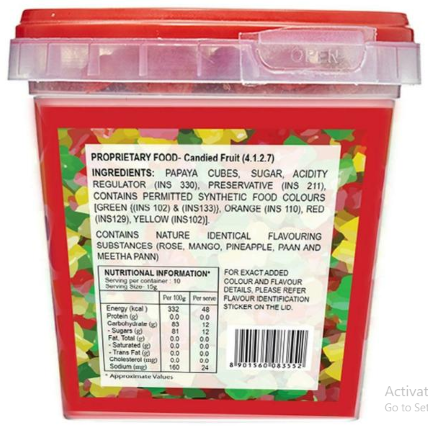 OPEN
PROPRIETARY FOOD- Candied Fruit (4.1.2.7)
INGREDIENTS: PAPAYA CUBES, SUGAR, ACIDITY
REGULATOR (INS 330), PRESERVATIVE (INS 211),
CONTAINS PERMITTED SYNTHETIC FOOD COLOURS
[GREEN {(INS 102) & (INS133)}, ORANGE (INS 110), RED
(INS129), YELLOW (INS102)].
CONTAINS NATURE IDENTICAL FLAVOURING
SUBSTANCES (ROSE, MANGO, PINEAPPLE, PAAN AND
MEETHA PANN)
NUTRITIONAL INFORMATION*
Serving per container : 10
Serving Size: 15g
Per 100g Per serve
Energy (kcal ) 332 48
Protein (g) 0.0 0.0
Carbohydrate (g) 83 12
- Sugars (g) 81 12
Fat, Total (g) 0.0 0.0
- Saturated (g) 0.0 0.0
- Trans Fat (g) 0.0 0.0
Cholesterol (mg) 0.0 0.0
Sodium (mg) 160 24
* Approximate Values
FOR EXACT ADDED
COLOUR AND FLAVOUR
DETAILS, PLEASE REFER
FLAVOUR IDENTIFICATION
STICKER ON THE LID.
8 901560 083552
Activat
Go to Set